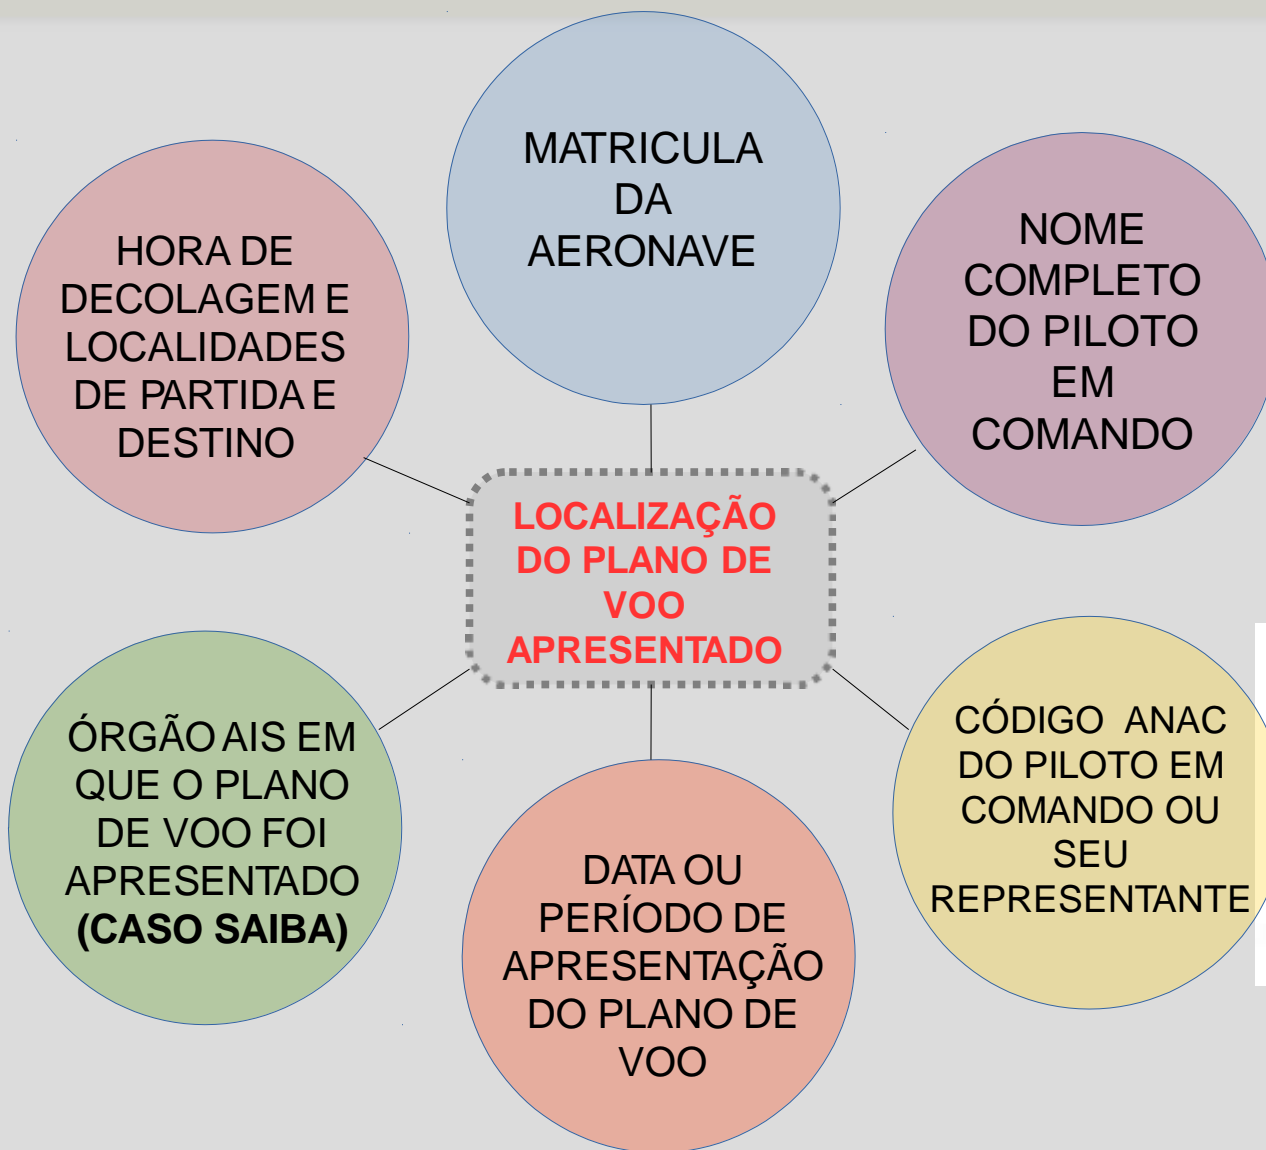 MATRICULA
DA
AERONAVE
NOME
COMPLETO
DO PILOTO
EM
COMANDO
HORA DE
DECOLAGEM E
LOCALIDADES
DE PARTIDA E
DESTINO
LOCALIZAÇÃO
DO PLANO DE
VOO
APRESENTADO
ÓRGÃO AIS EM
QUE O PLANO
DE VOO FOI
APRESENTADO
(CASO SAIBA)
CÓDIGO ANAC
DO PILOTO EM
COMANDO OU
SEU
REPRESENTANTE
DATA OU
PERÍODO DE
APRESENTAÇÃO
DO PLANO DE
VOO